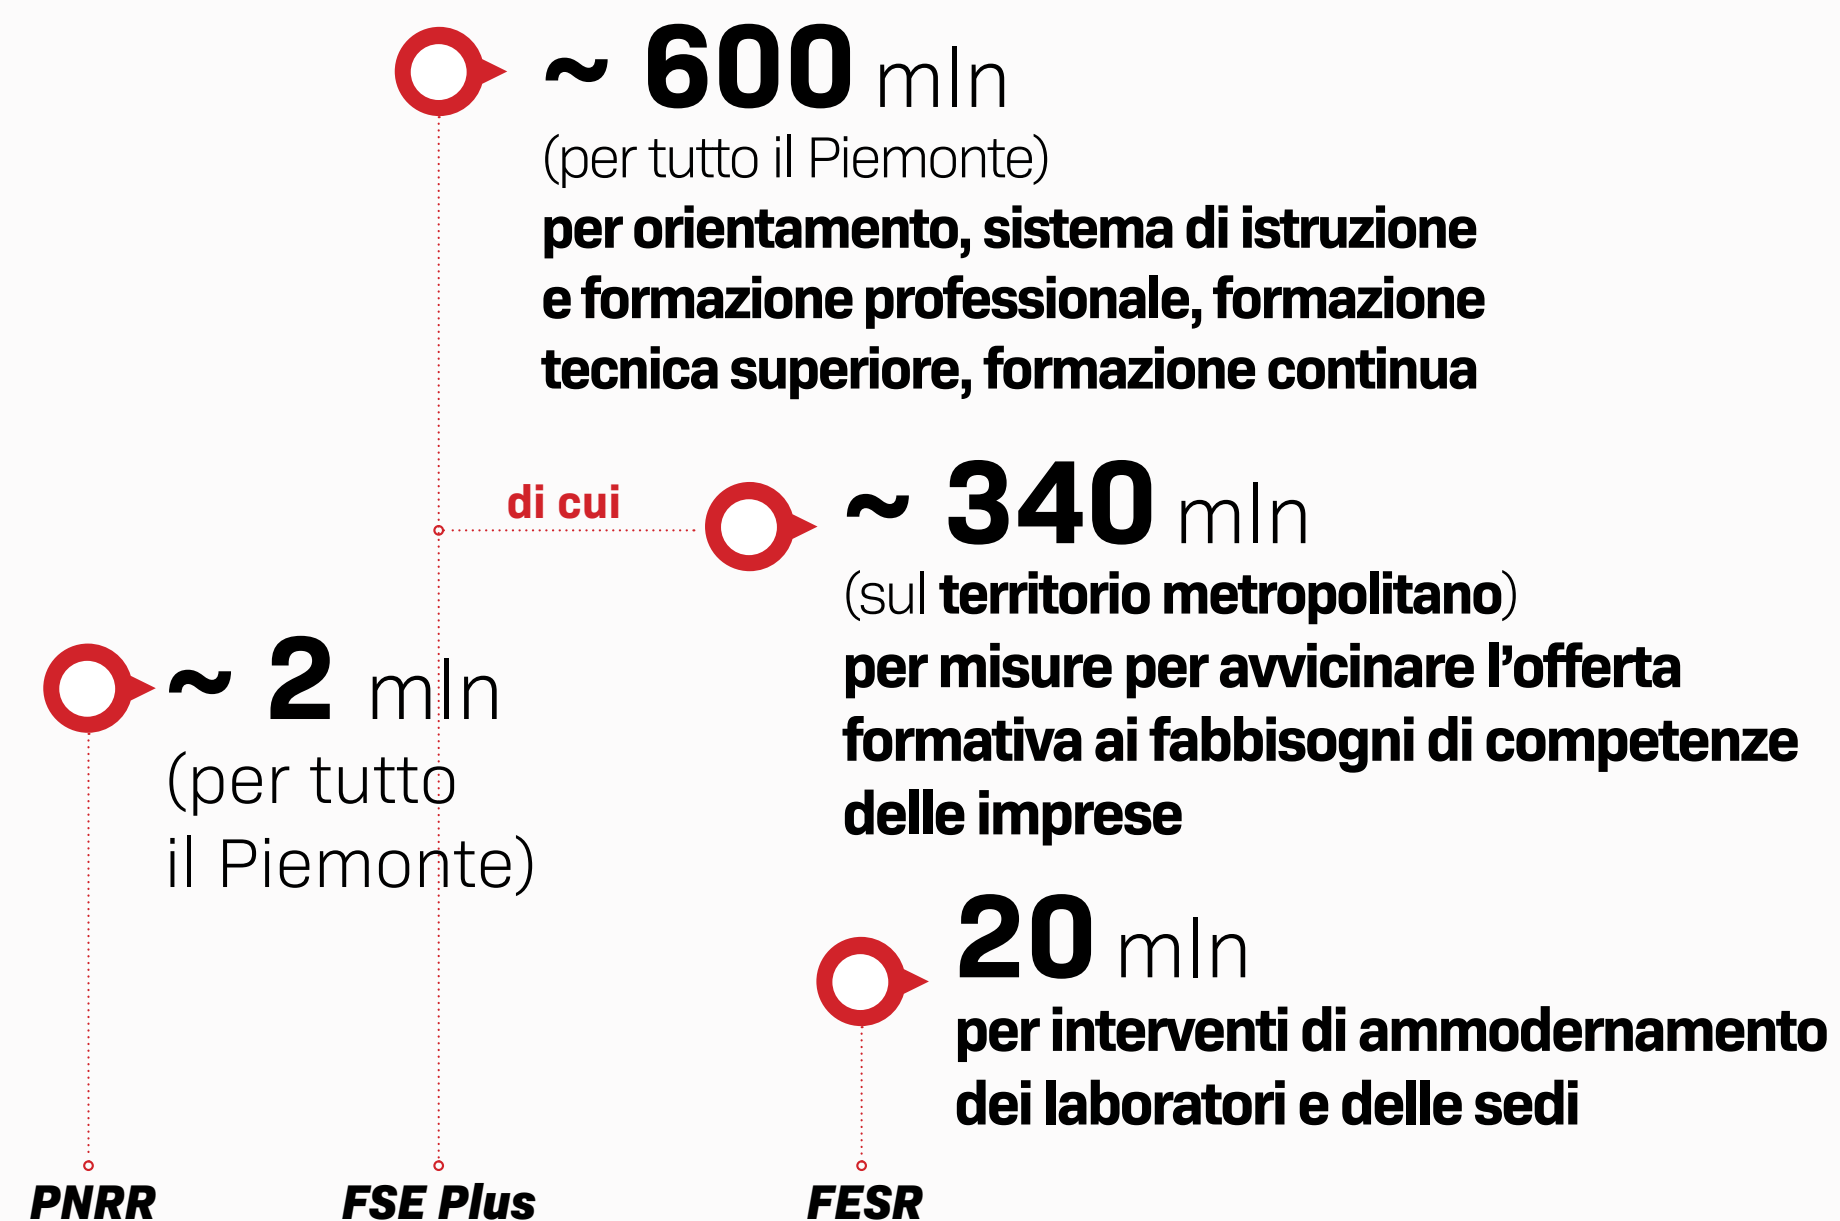 ~ 600 mln
(per tutto il Piemonte)
per orientamento, sistema di istruzione
e formazione professionale, formazione
tecnica superiore, formazione continua
di cui
~ 340 mln
(sul territorio metropolitano)
per misure per avvicinare l’offerta
formativa ai fabbisogni di competenze
delle imprese
~ 2 mln
(per tutto
il Piemonte)
20 mln
per interventi di ammodernamento
dei laboratori e delle sedi
PNRR
FSE Plus
FESR